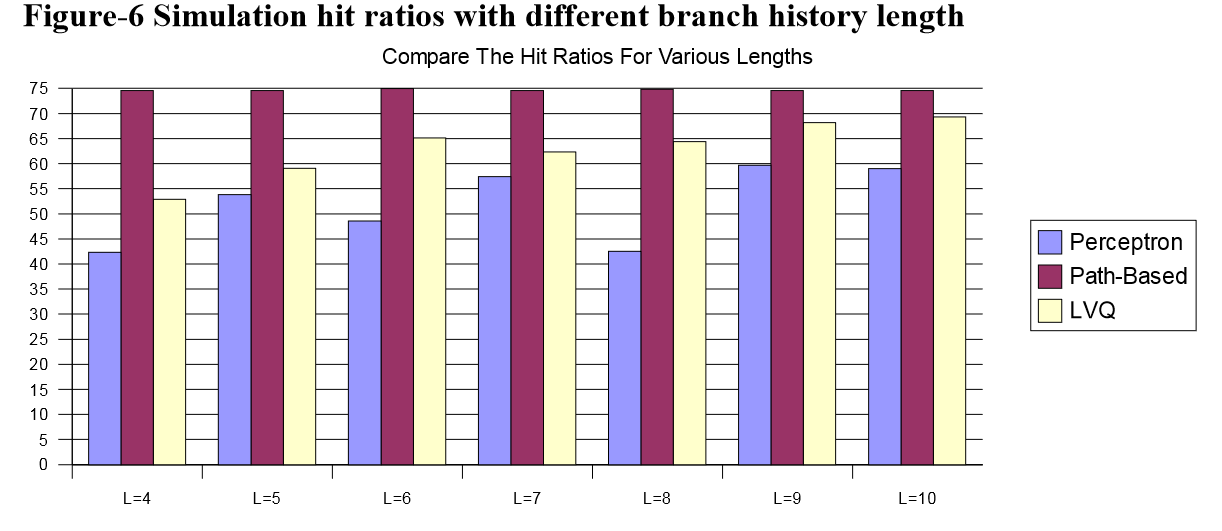 Figure-6 Simulation hit ratios with different branch history length
Compare The Hit Ratios For Various Lengths
75
70
65
60
55
50
45
40
35
30
25
20
15
10
5
0
L=4 L=5 L=6 L=7 L=8 L=9 L=10
Perceptron
Path-Based
LVQ